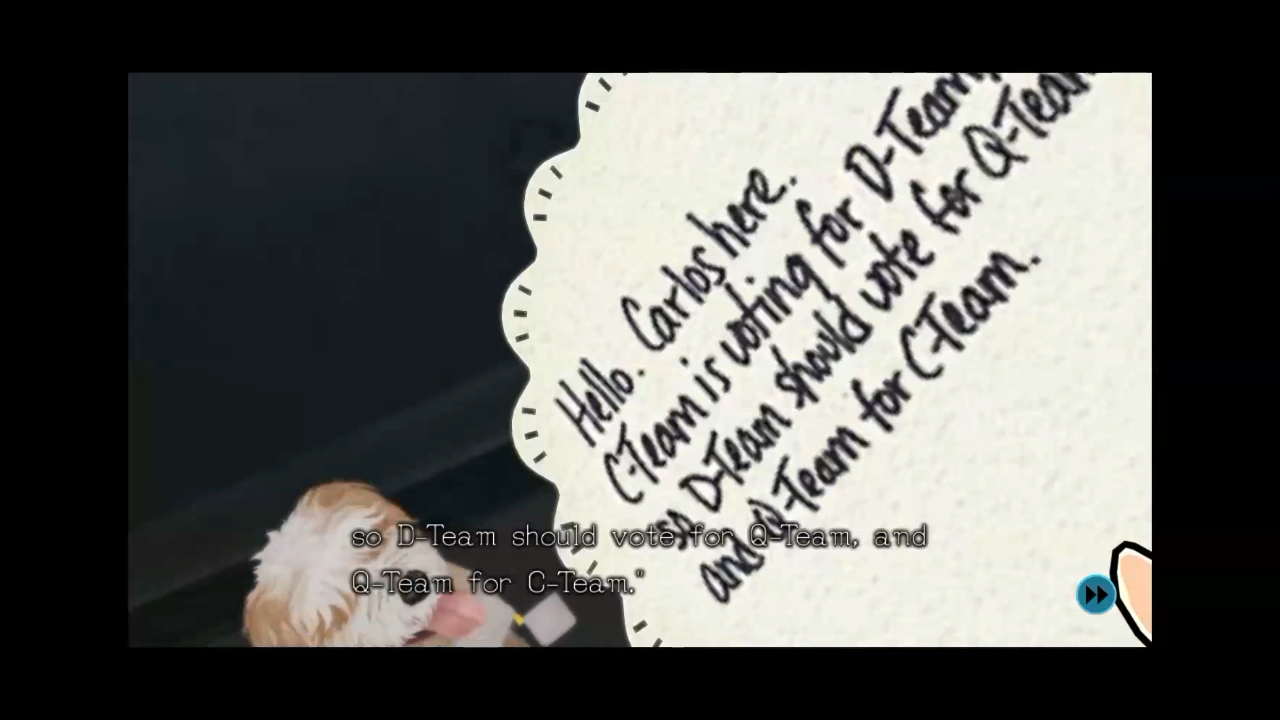 Hello. Carlos here.
C-Team is voting for D-Team,
so D-Team should vote for Q-Team
and Q-Team for C-Team.
so D-Team should vote for Q-Team, and
Q-Team for C-Team."